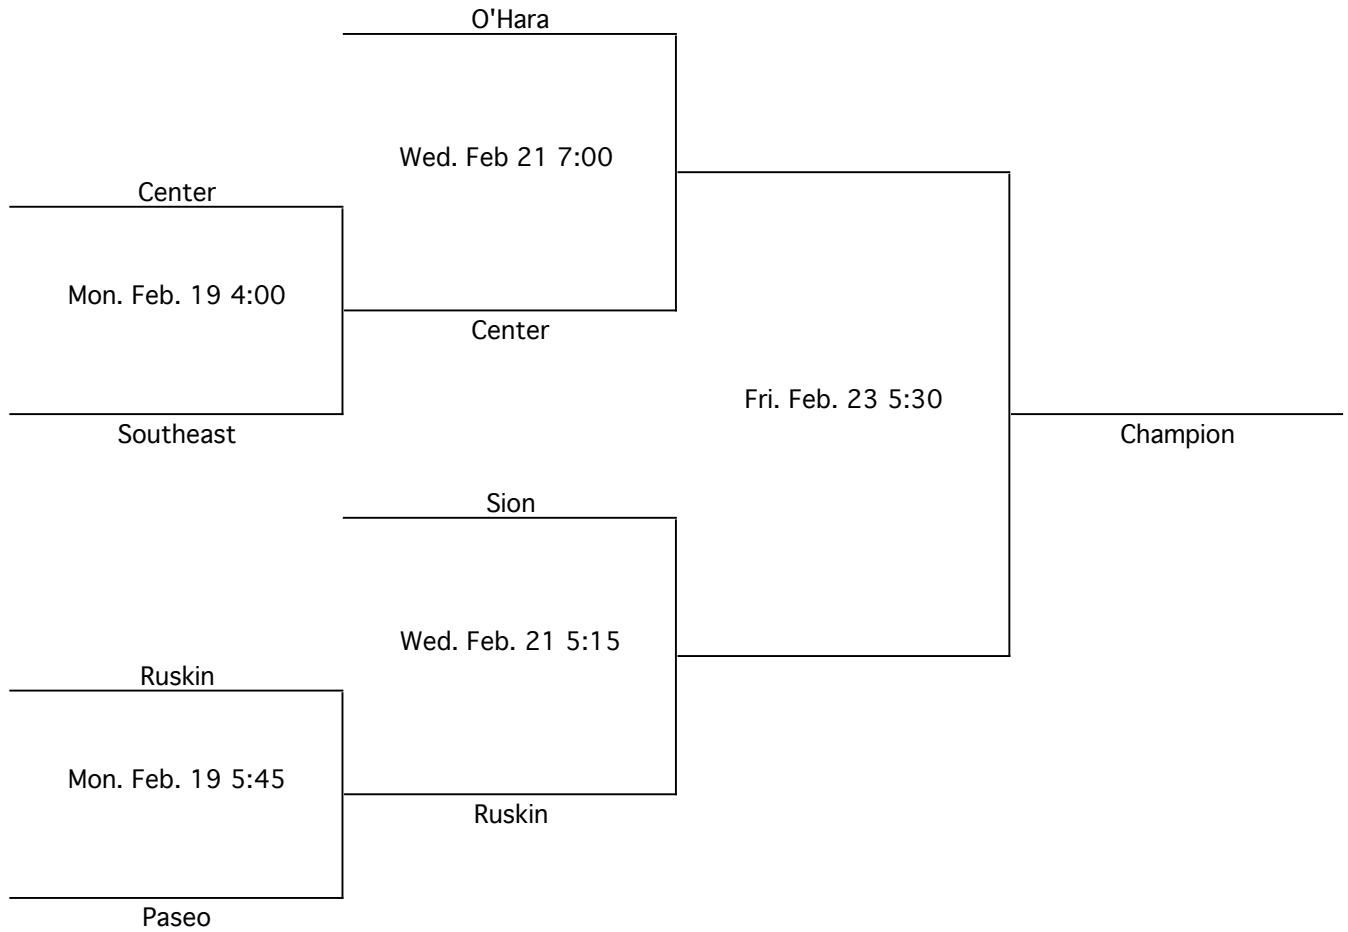 O'Hara
Wed. Feb 21 7:00
Center
Mon. Feb. 19 4:00
Center
Fri. Feb. 23 5:30
Southeast
Champion
Sion
Wed. Feb. 21 5:15
Ruskin
Mon. Feb. 19 5:45
Ruskin
Paseo